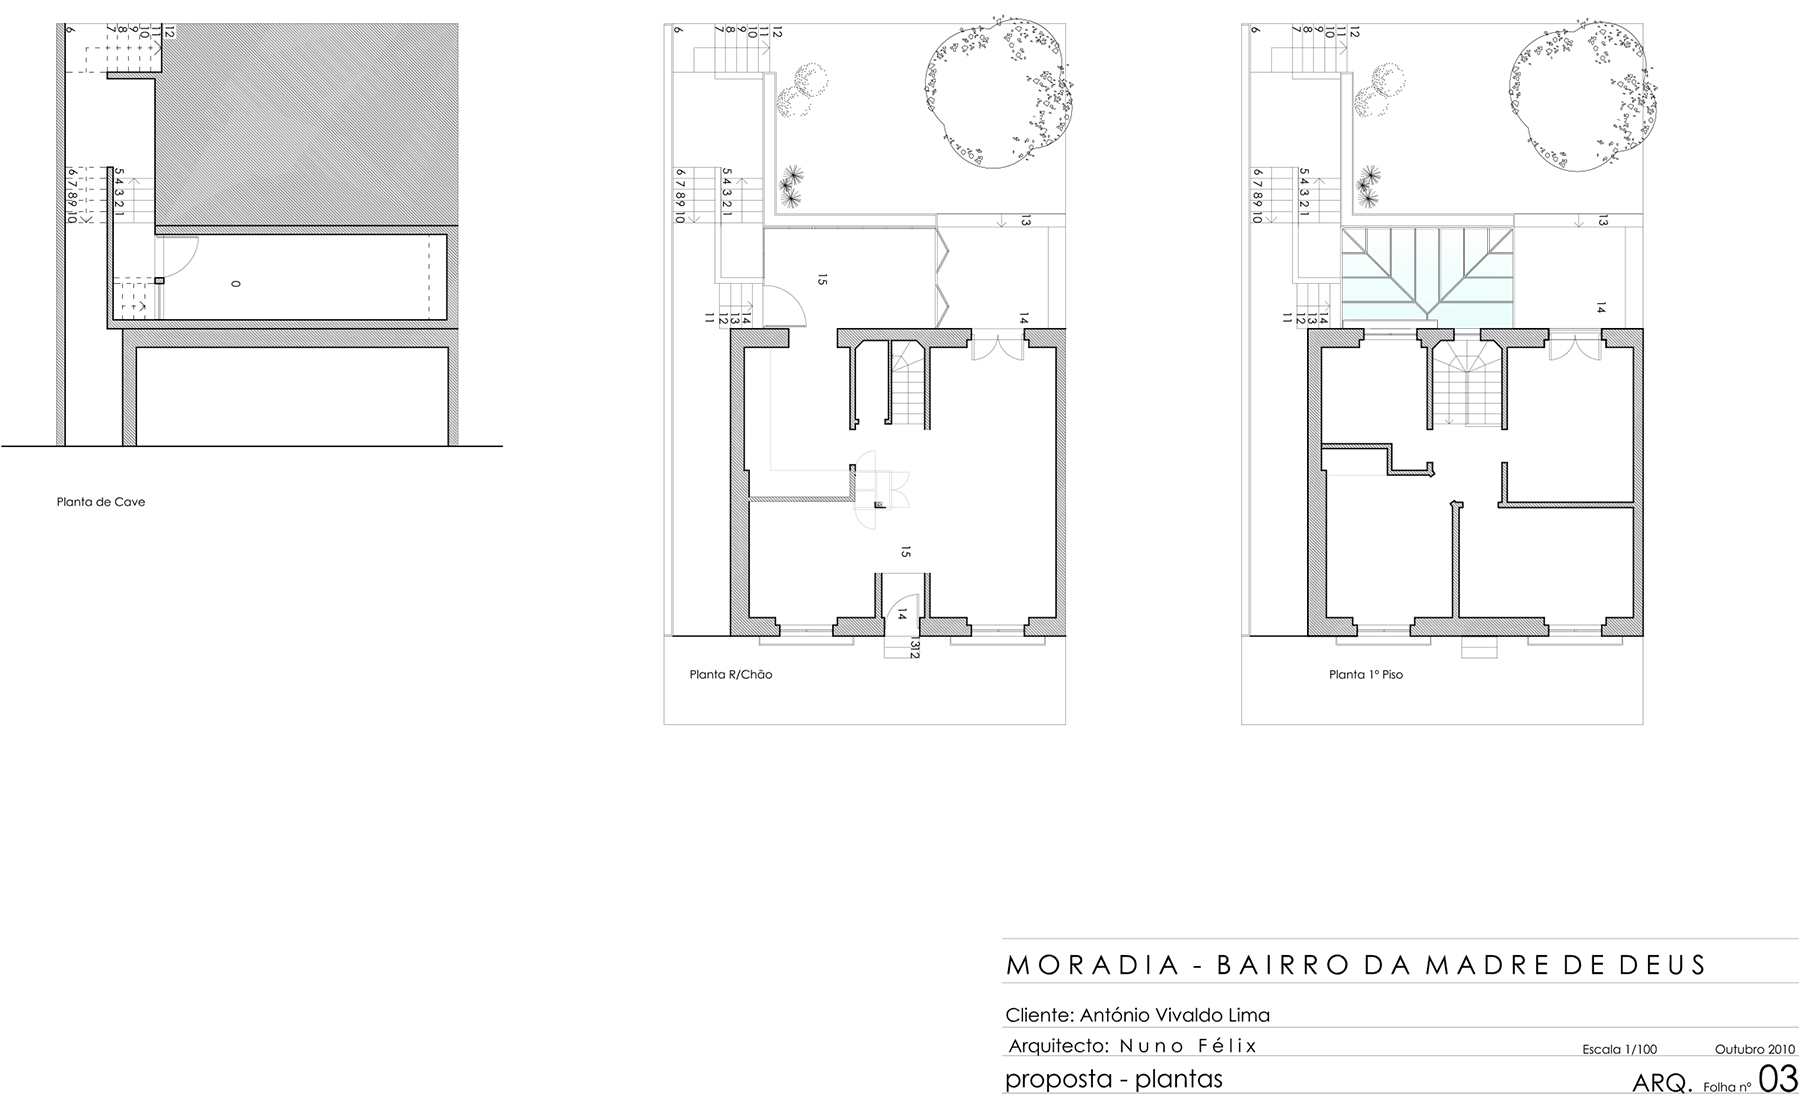 6 7 8 9 10 11 12
6 7 8 9 10
5 4 3 2 1
0
Planta de Cave
6 7 8 9 10 11 12
6 7 8 9 10
5 4 3 2 1
13
15
11 12 13 14
14
15
14
13 12
Planta R/Chão
6 7 8 9 10 11 12
6 7 8 9 10
5 4 3 2 1
13
11 12 13 14
14
Planta 1º Piso
MORADIA - BAIRRO DA MADRE DE DEUS
Cliente: António Vivaldo Lima
Arquitecto: Nuno Félix
Escala 1/100 Outubro 2010
proposta - plantas
ARQ. Folha nº 03